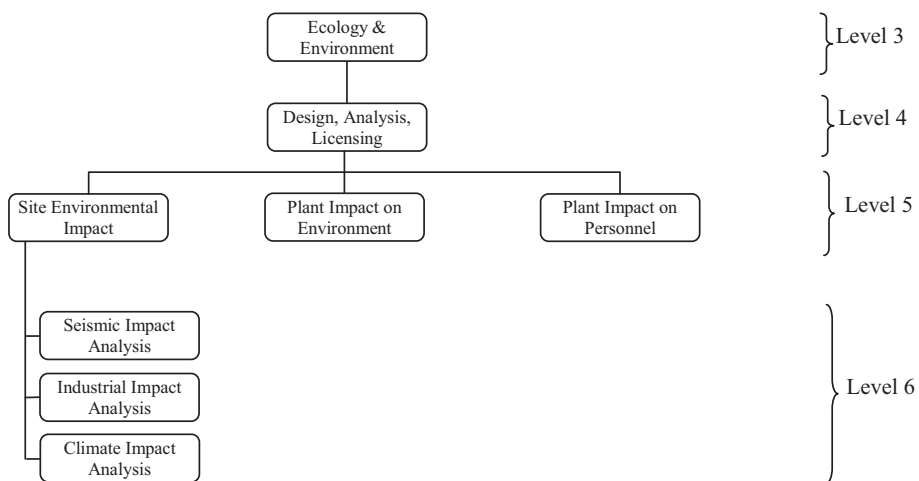 Ecology &
Environment
Level 3
Design, Analysis,
Licensing
Level 4
Site Environmental
Impact
Plant Impact on
Environment
Plant Impact on
Personnel
Level 5
Seismic Impact
Analysis
Industrial Impact
Analysis
Climate Impact
Analysis
Level 6